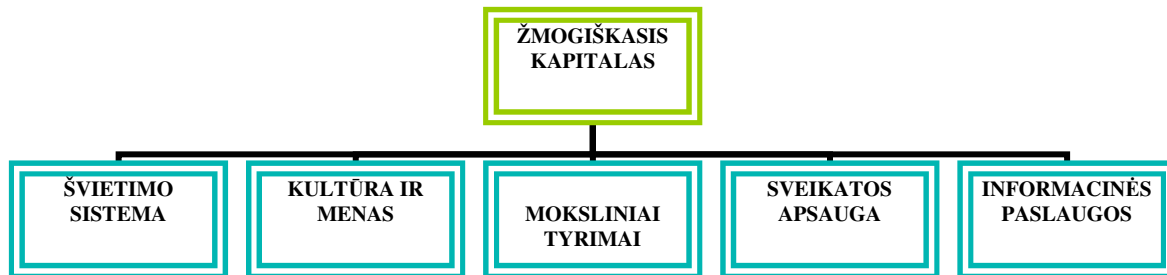 ŽMOGIŠKASIS
KAPITALAS
ŠVIETIMO
SISTEMA
KULTŪRA IR
MENAS
MOKSLINIAI
TYRIMAI
SVEIKATOS
APSAUGA
INFORMACINĖS
PASLAUGOS